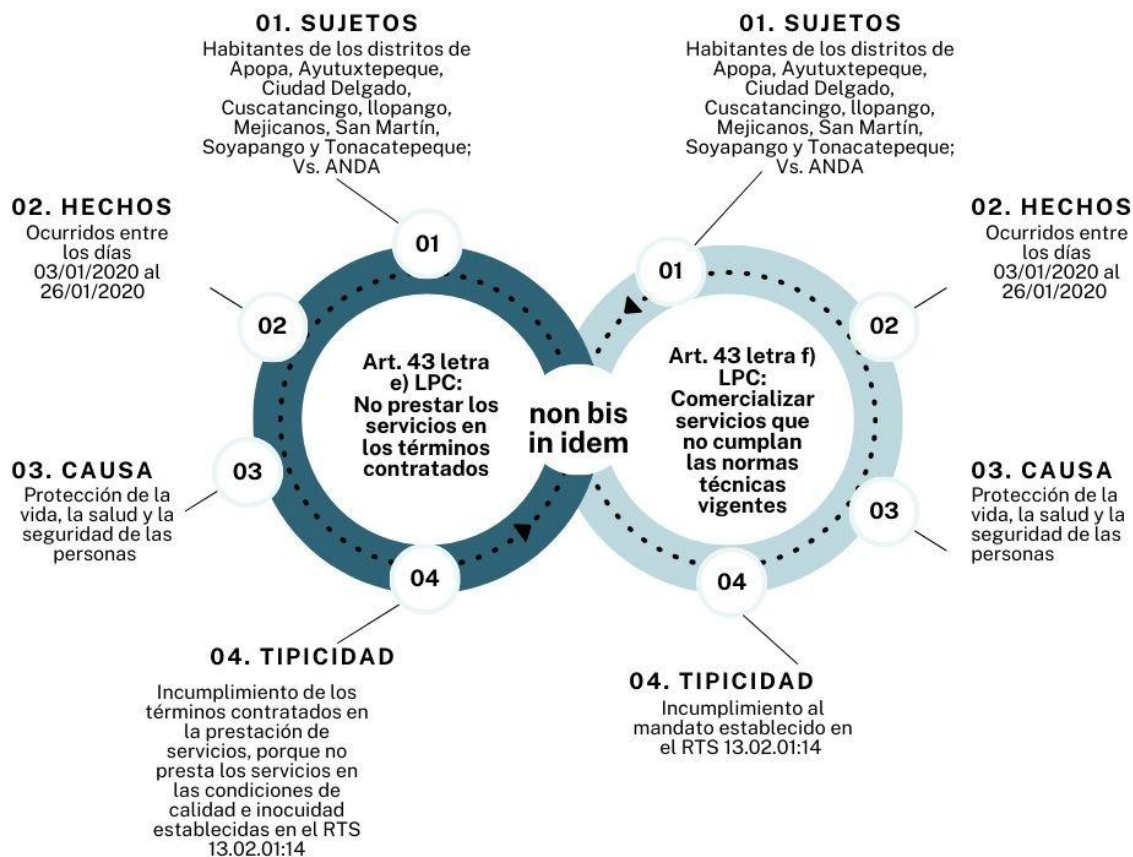 01. SUJETOS
Habitantes de los distritos de
Apopa, Ayutuxtepeque,
Ciudad Delgado,
Cuscatancingo, Ilopango,
Mejicanos, San Martín,
Soyapango y Tonacatepeque;
Vs. ANDA
02. HECHOS
Ocurridos entre
los días
03/01/2020 al
26/01/2020
03. CAUSA
Protección de la
vida, la salud y la
seguridad de las
personas
04. TIPICIDAD
Incumplimiento de los
términos contratados en
la prestación de
servicios, porque no
presta los servicios en
las condiciones de
calidad e inocuidad
establecidas en el RTS
13.02.01:14
01
02
03
04
Art. 43 letra
e) LPC:
No prestar los
servicios en
los términos
contratados
non bis
in idem
01. SUJETOS
Habitantes de los distritos de
Apopa, Ayutuxtepeque,
Ciudad Delgado,
Cuscatancingo, Ilopango,
Mejicanos, San Martín,
Soyapango y Tonacatepeque;
Vs. ANDA
02. HECHOS
Ocurridos entre
los días
03/01/2020 al
26/01/2020
03. CAUSA
Protección de la
vida, la salud y la
seguridad de las
personas
04. TIPICIDAD
Incumplimiento al
mandato establecido en
el RTS 13.02.01:14
01
02
03
04
Art. 43 letra f)
LPC:
Comercializar
servicios que
no cumplan
las normas
técnicas
vigentes